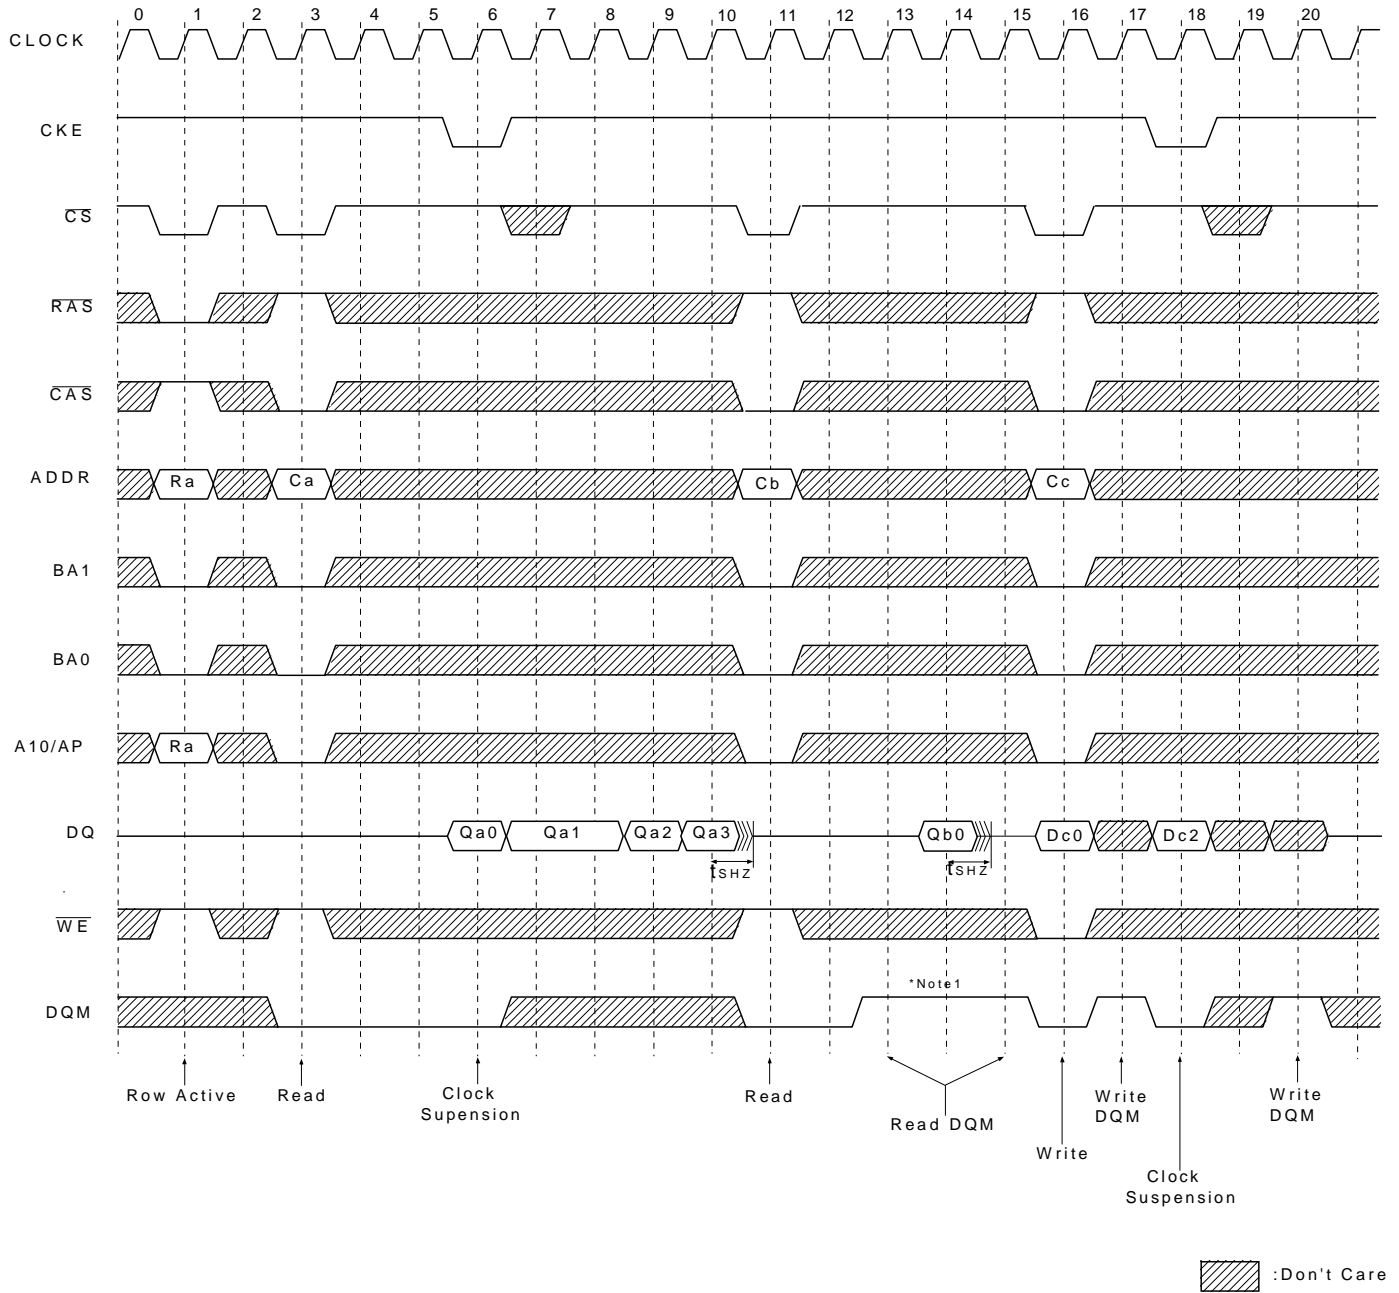 0 1 2 3 4 5 6 7 8 9 10 11 12 13 14 15 16 17 18 19 20
CLOCK
CKE
CS
RAS
CAS
ADDR Ra Ca Cb Cc
BA1
BA0
A10/AP Ra
DQ Qa0 Qa1 Qa2 Qa3 Qb0 Dc0 Dc2
tSHZ tSHZ
WE
*Note1
DQM
Row Active Read Clock Supension Read Read DQM Write Write DQM Clock Suspension Write DQM
:Don't Care